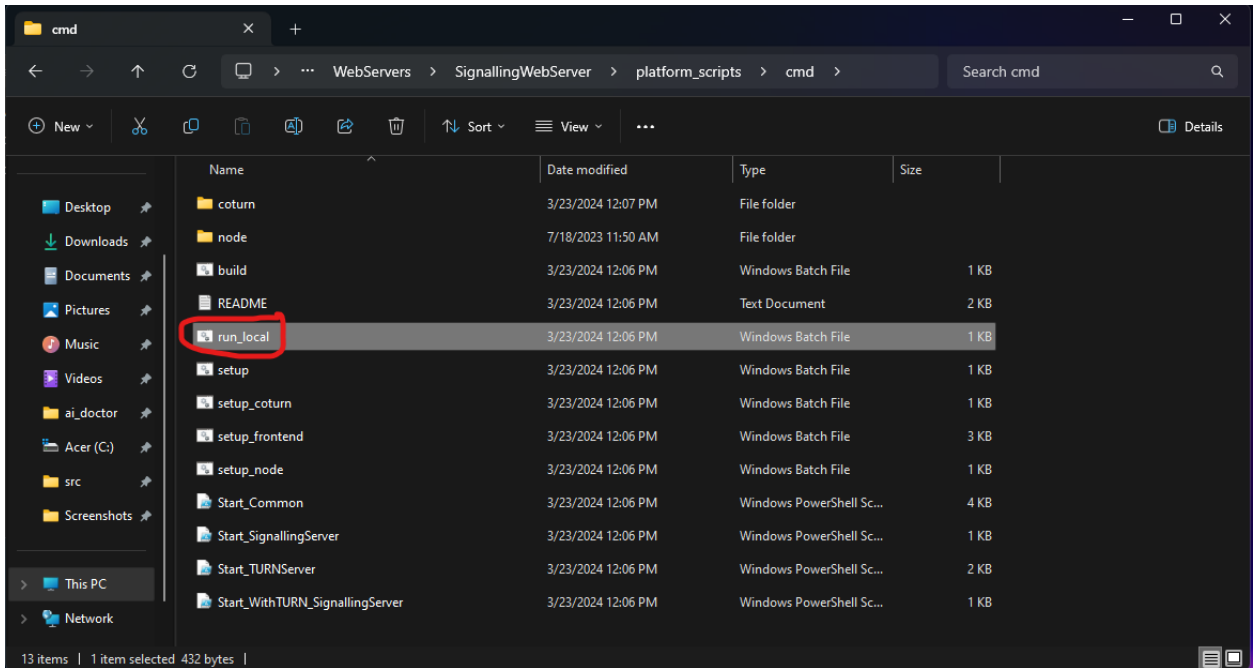 cmd
WebServers > SignallingWebServer > platform_scripts > cmd >
Search cmd
New
Sort
View
Details
Name Date modified Type Size
Desktop
Downloads
Documents
Pictures
Music
Videos
ai_doctor
Acer (C:)
src
Screenshots
This PC
Network
coturn 3/23/2024 12:07 PM File folder
node 7/18/2023 11:50 AM File folder
build 3/23/2024 12:06 PM Windows Batch File 1 KB
README 3/23/2024 12:06 PM Text Document 2 KB
run_local 3/23/2024 12:06 PM Windows Batch File 1 KB
setup 3/23/2024 12:06 PM Windows Batch File 1 KB
setup_coturn 3/23/2024 12:06 PM Windows Batch File 1 KB
setup_frontend 3/23/2024 12:06 PM Windows Batch File 3 KB
setup_node 3/23/2024 12:06 PM Windows Batch File 1 KB
Start_Common 3/23/2024 12:06 PM Windows PowerShell Sc... 4 KB
Start_SignallingServer 3/23/2024 12:06 PM Windows PowerShell Sc... 1 KB
Start_TURNServer 3/23/2024 12:06 PM Windows PowerShell Sc... 2 KB
Start_WithTURN_SignallingServer 3/23/2024 12:06 PM Windows PowerShell Sc... 1 KB
13 items | 1 item selected 432 bytes |